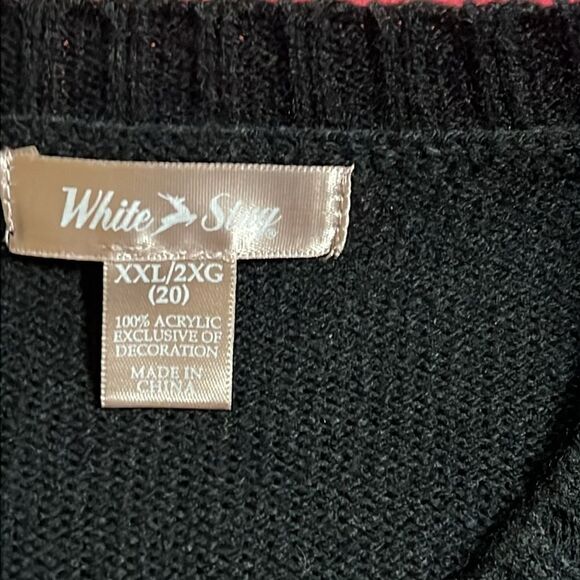 White Stag®
XXL/2XG
(20)
100% ACRYLIC
EXCLUSIVE OF
DECORATION
MADE IN
CHINA